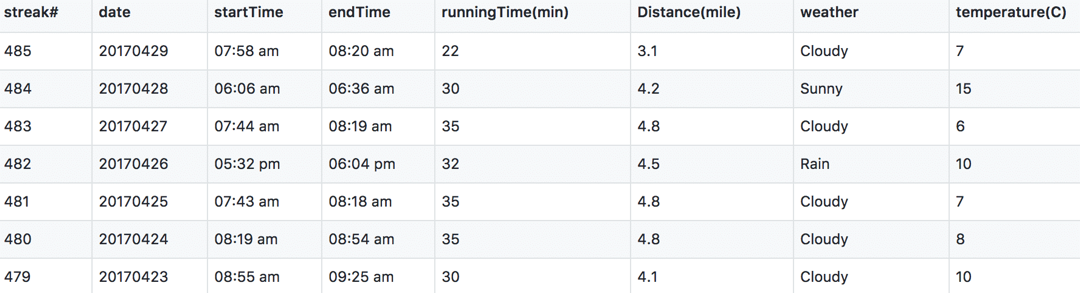 streak# date startTime endTime runningTime(min) Distance(mile) weather temperature(C)
485 20170429 07:58 am 08:20 am 22 3.1 Cloudy 7
484 20170428 06:06 am 06:36 am 30 4.2 Sunny 15
483 20170427 07:44 am 08:19 am 35 4.8 Cloudy 6
482 20170426 05:32 pm 06:04 pm 32 4.5 Rain 10
481 20170425 07:43 am 08:18 am 35 4.8 Cloudy 7
480 20170424 08:19 am 08:54 am 35 4.8 Cloudy 8
479 20170423 08:55 am 09:25 am 30 4.1 Cloudy 10